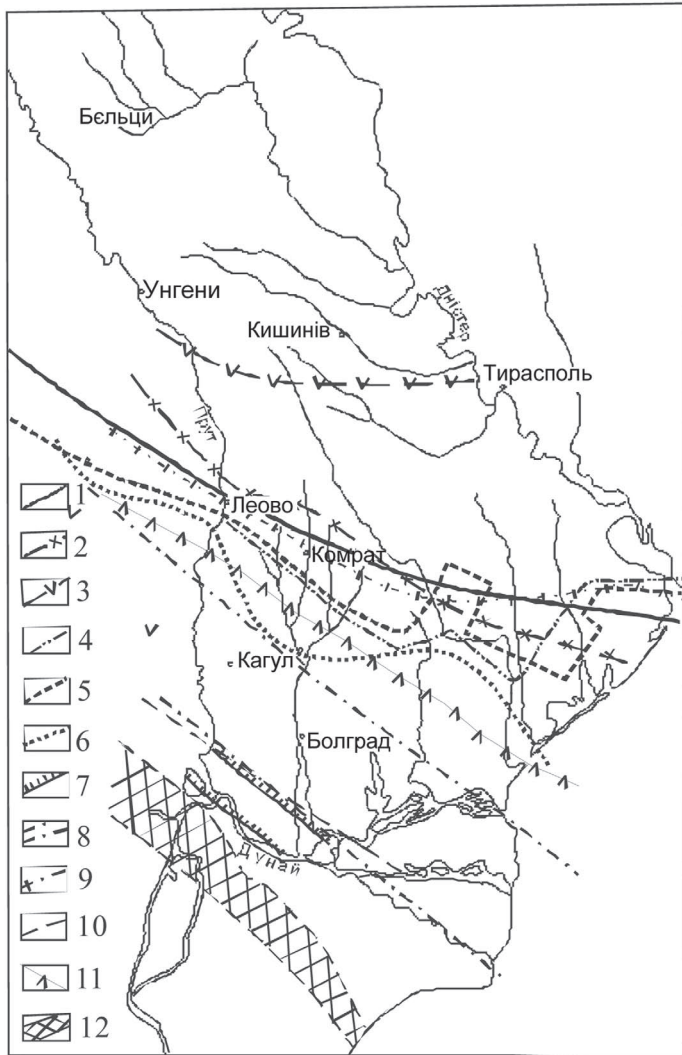 Бєльци
Унгени
Кишинів
Дністер
Тирасполь
Прут
Леово
Комрат
Кагул
Болград
Дунай
1
2
3
4
5
6
7
8
9
10
11
12